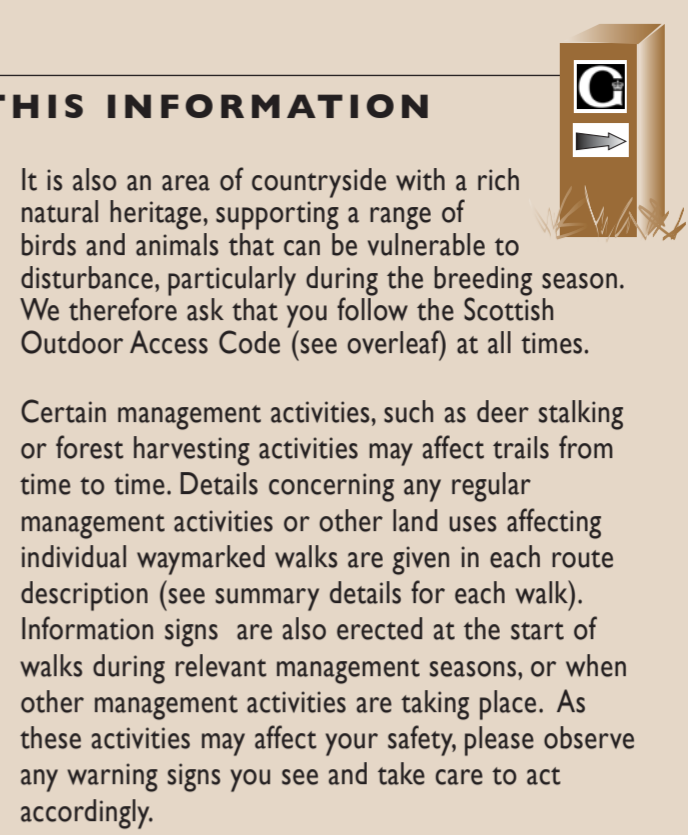 THIS INFORMATION
G
It is also an area of countryside with a rich
natural heritage, supporting a range of
birds and animals that can be vulnerable to
disturbance, particularly during the breeding season.
We therefore ask that you follow the Scottish
Outdoor Access Code (see overleaf) at all times.
Certain management activities, such as deer stalking
or forest harvesting activities may affect trails from
time to time. Details concerning any regular
management activities or other land uses affecting
individual waymarked walks are given in each route
description (see summary details for each walk).
Information signs are also erected at the start of
walks during relevant management seasons, or when
other management activities are taking place. As
these activities may affect your safety, please observe
any warning signs you see and take care to act
accordingly.